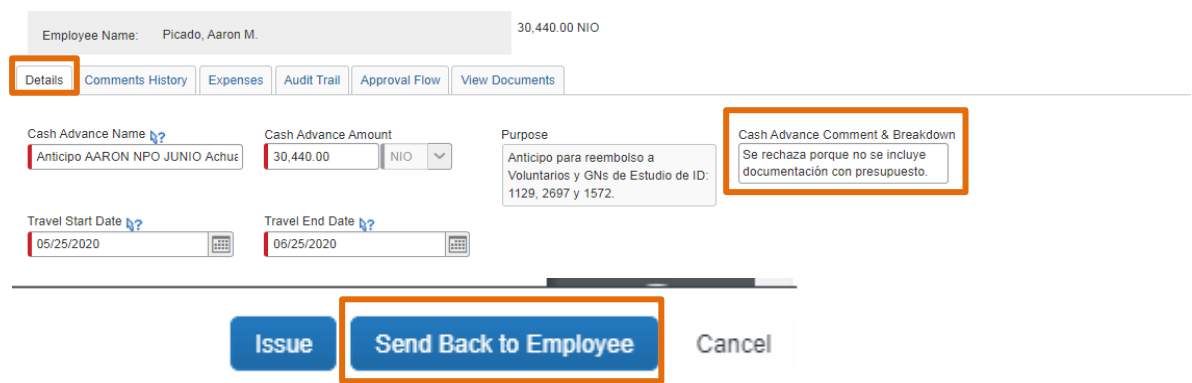 Employee Name: Picado, Aaron M.
30,440.00 NIO
Details Comments History Expenses Audit Trail Approval Flow View Documents
Cash Advance Name ? Cash Advance Amount Purpose Cash Advance Comment & Breakdown
Anticipo AARON NPO JUNIO Achua 30,440.00 NIO
Anticipo para reembolso a
Voluntarios y GNs de Estudio de ID:
1129, 2697 y 1572.
Se rechaza porque no se incluye
documentación con presupuesto.
Travel Start Date ? Travel End Date ?
05/25/2020 06/25/2020
Issue Send Back to Employee Cancel